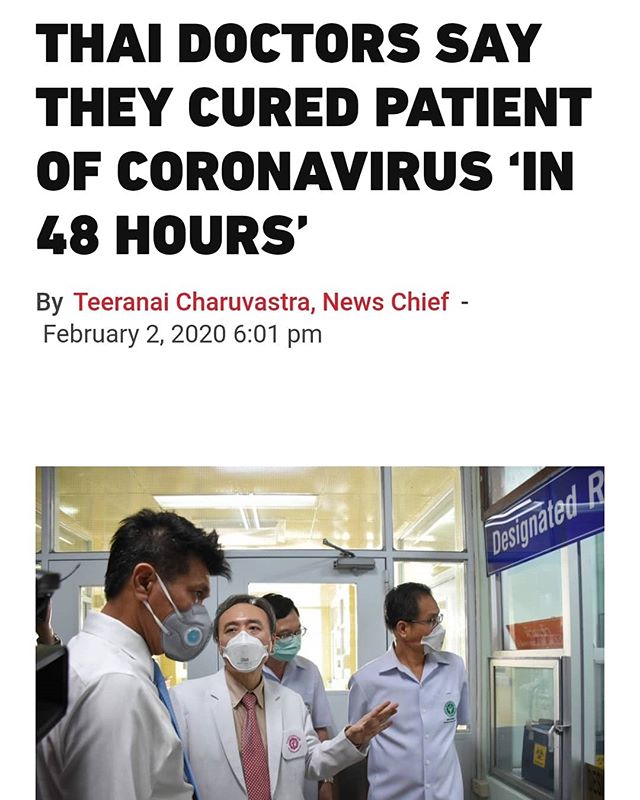 THAI DOCTORS SAY
THEY CURED PATIENT
OF CORONAVIRUS ‘IN
48 HOURS’
By Teeranai Charuvastra, News Chief -
February 2, 2020 6:01 pm
Designated R